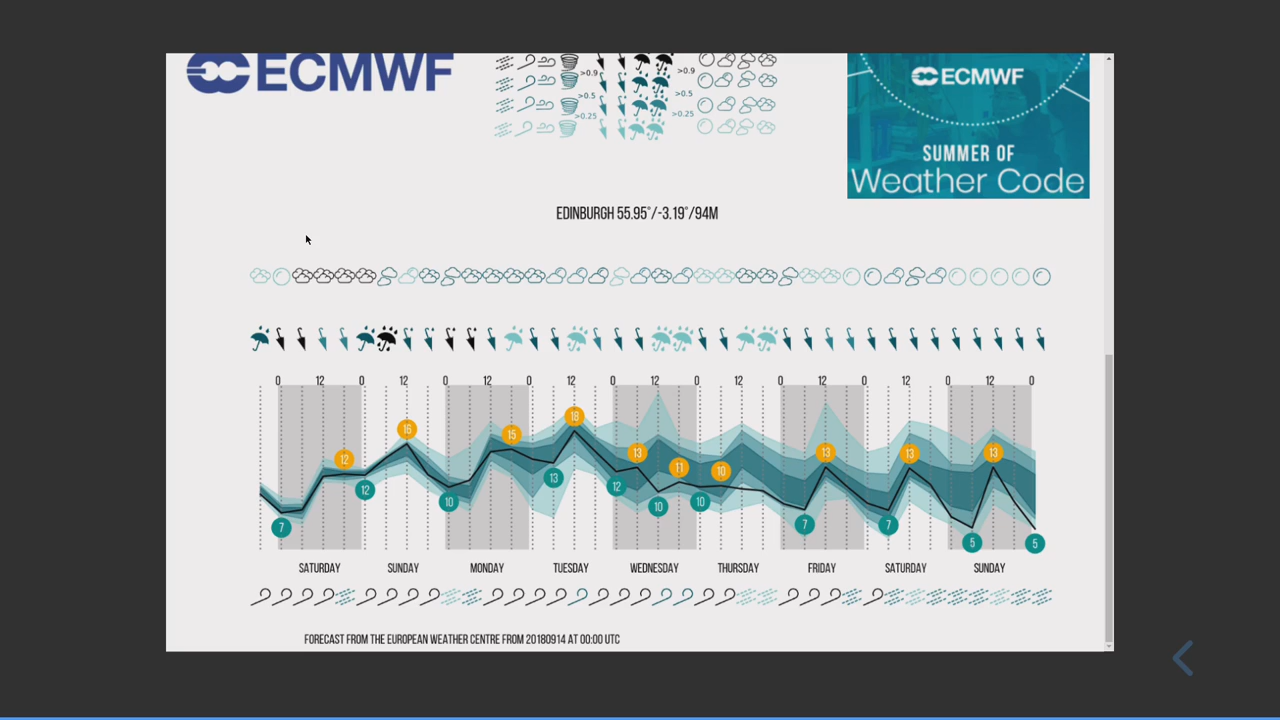 ECMWF
>0.9
>0.5
>0.25
>0.9
>0.5
>0.25
ECMWF
SUMMER OF
Weather Code
EDINBURGH 55.95°/-3.19°/94M
0 12 0 12 0 12 0 12 0 12 0 12 0 12 0 12 0 12 0
18
16
15
12 13 11 10 13 13 13
12 10 13 12 10 10
7 7 7 5 5
SATURDAY SUNDAY MONDAY TUESDAY WEDNESDAY THURSDAY FRIDAY SATURDAY SUNDAY
FORECAST FROM THE EUROPEAN WEATHER CENTRE FROM 20180914 AT 00:00 UTC